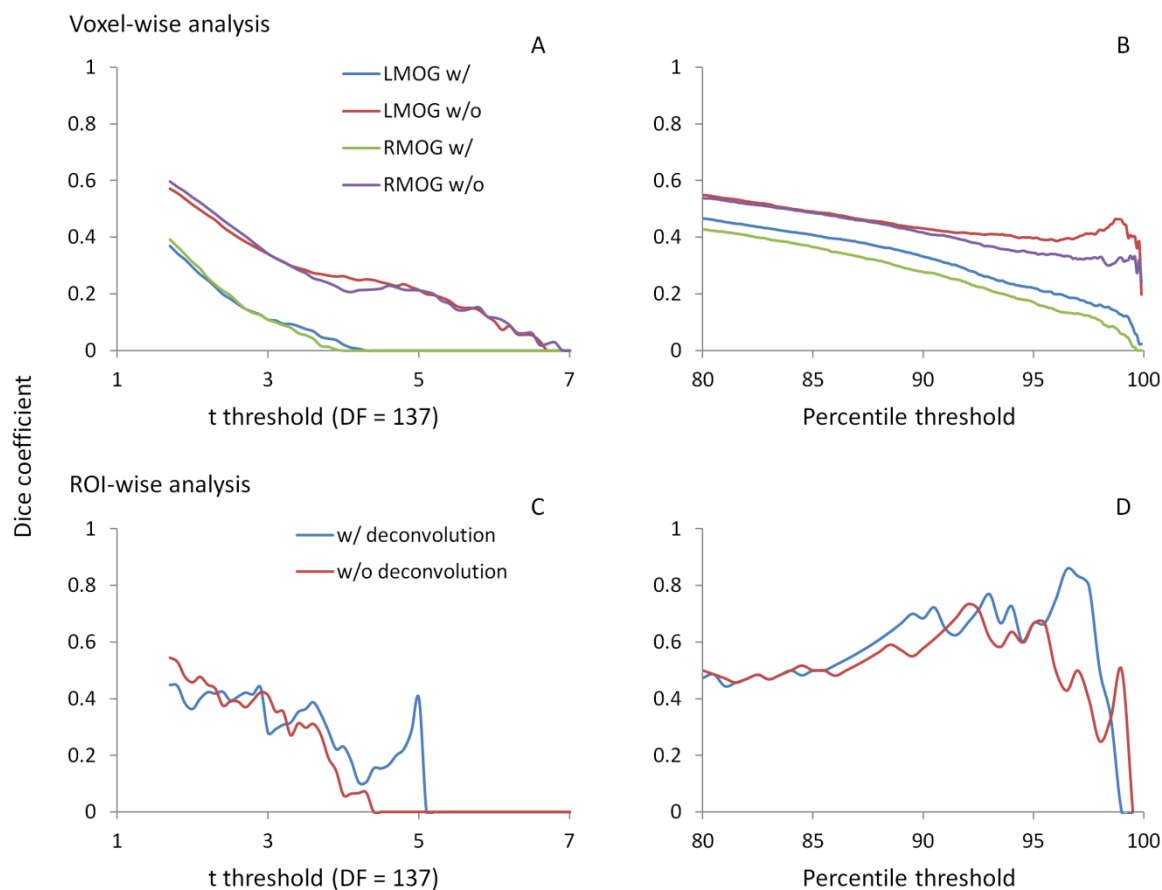 Voxel-wise analysis
A
B
1
0.8
0.6
0.4
0.2
0
LMOG w/
LMOG w/o
RMOG w/
RMOG w/o
1
3
5
7
t threshold (DF = 137)
1
0.8
0.6
0.4
0.2
0
80
85
90
95
100
Percentile threshold
Dice coefficient
ROI-wise analysis
C
D
1
0.8
0.6
0.4
0.2
0
w/ deconvolution
w/o deconvolution
1
3
5
7
t threshold (DF = 137)
1
0.8
0.6
0.4
0.2
0
80
85
90
95
100
Percentile threshold